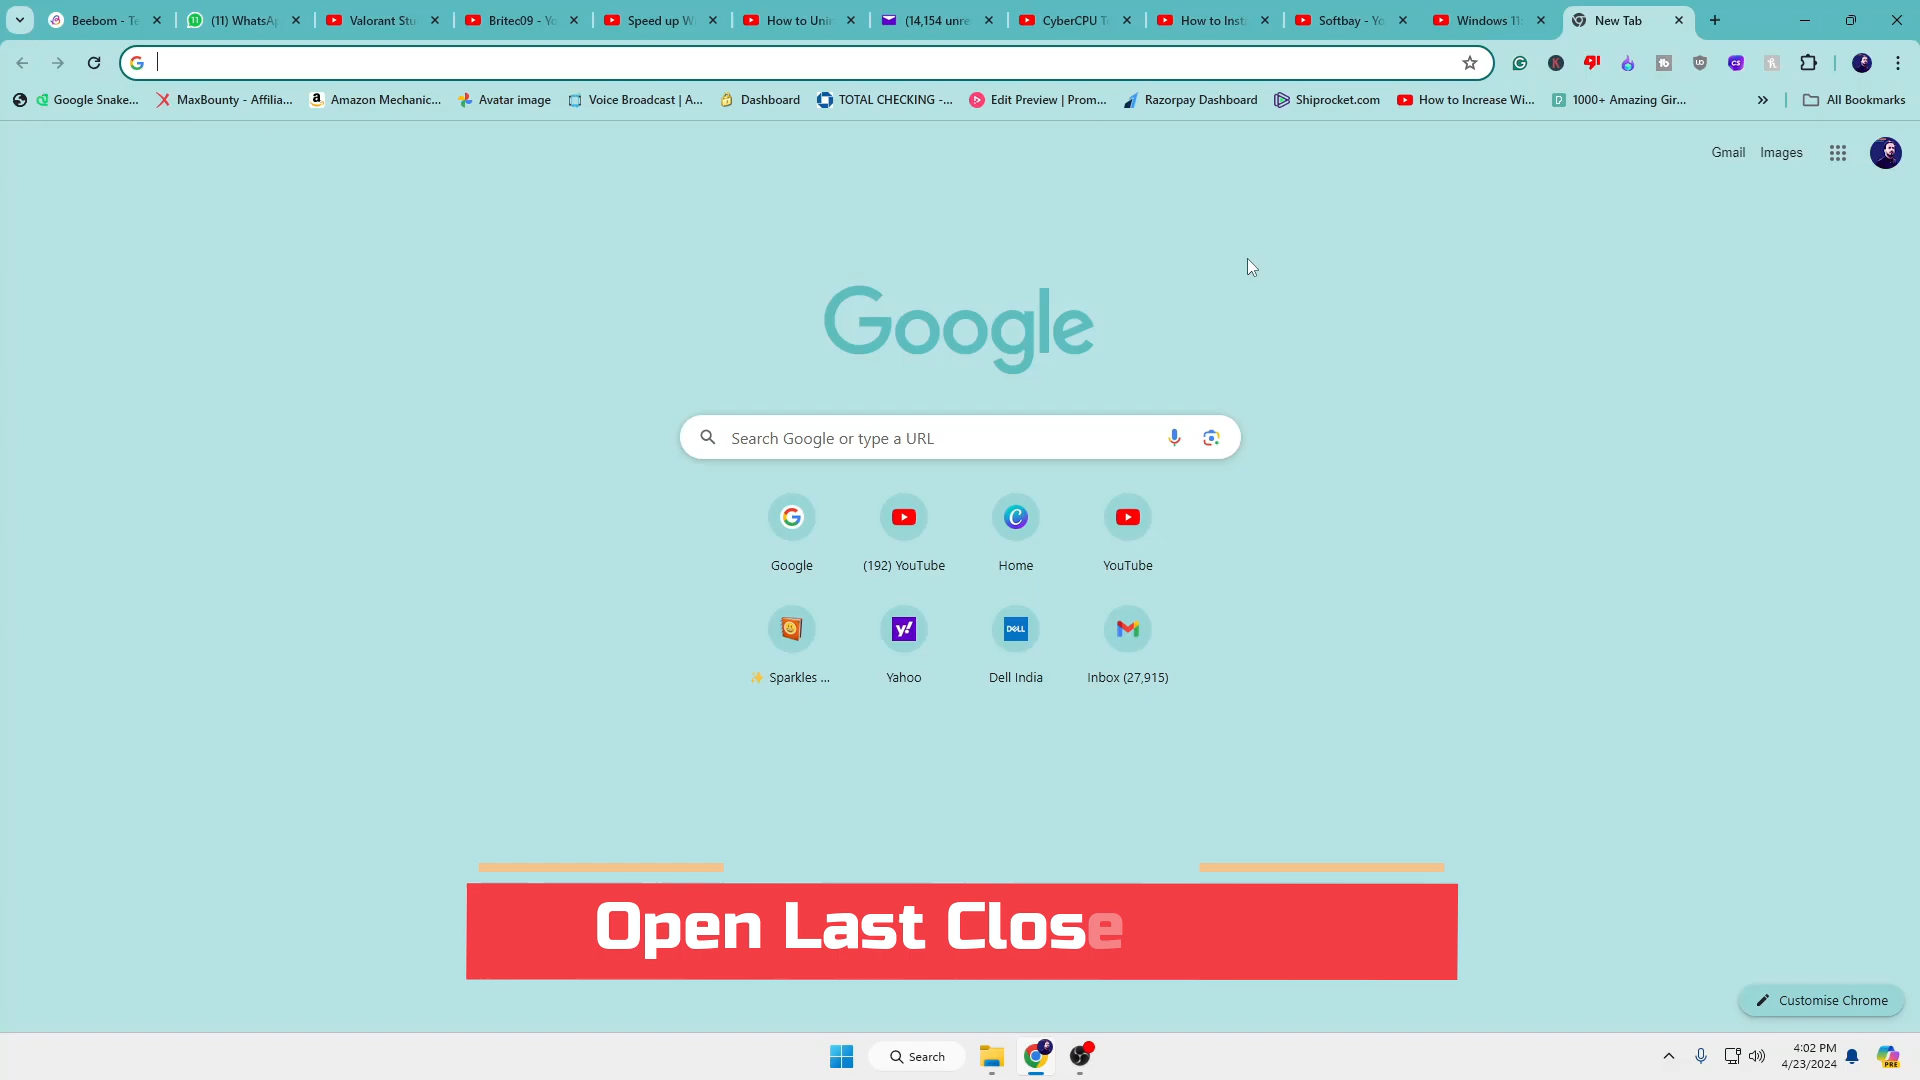 Beebom - Te
(11) WhatsAp
Valorant Stu
Britec09 - Yo
Speed up W
How to Unin
(14,154 unre
CyberCPU Te
How to Inst
Softbay - Yo
Windows 11
New Tab
Google Snake...
MaxBounty - Affilia...
Amazon Mechanic...
Avatar image
Voice Broadcast | A...
Dashboard
TOTAL CHECKING -...
Edit Preview | Prom...
Razorpay Dashboard
Shiprocket.com
How to Increase Wi...
1000+ Amazing Gir...
All Bookmarks
Gmail Images
Google
Search Google or type a URL
Google
(192) YouTube
Home
YouTube
✨ Sparkles ...
Yahoo
Dell India
Inbox (27,915)
Open Last Close
Customise Chrome
Search
4:02 PM
4/23/2024